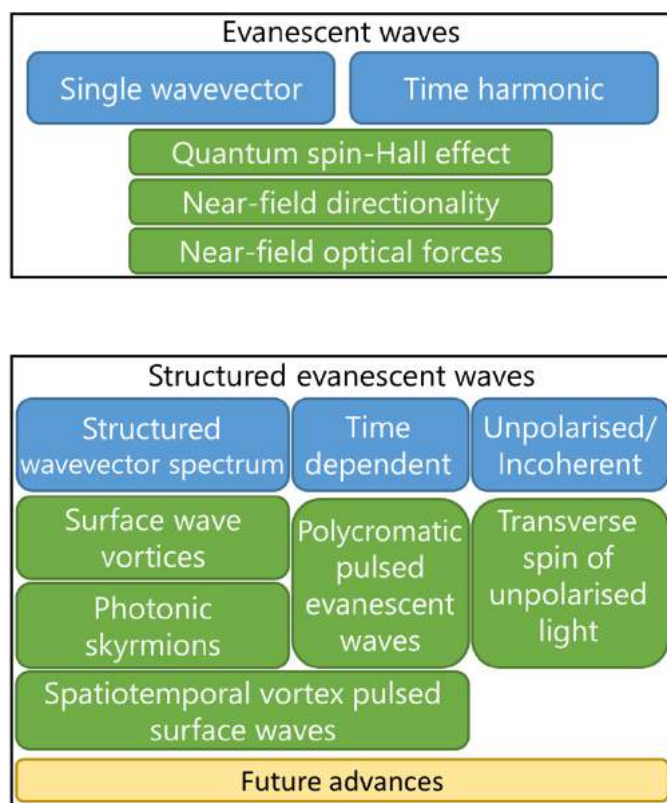 Evanescent waves
Single wavevector
Time harmonic
Quantum spin-Hall effect
Near-field directionality
Near-field optical forces
Structured evanescent waves
Structured
wavevector spectrum
Time
dependent
Unpolarised/
Incoherent
Surface wave
vortices
Photonic
skyrmions
Polycromatic
pulsed
evanescent
waves
Transverse
spin of
unpolarised
light
Spatiotemporal vortex pulsed
surface waves
Future advances